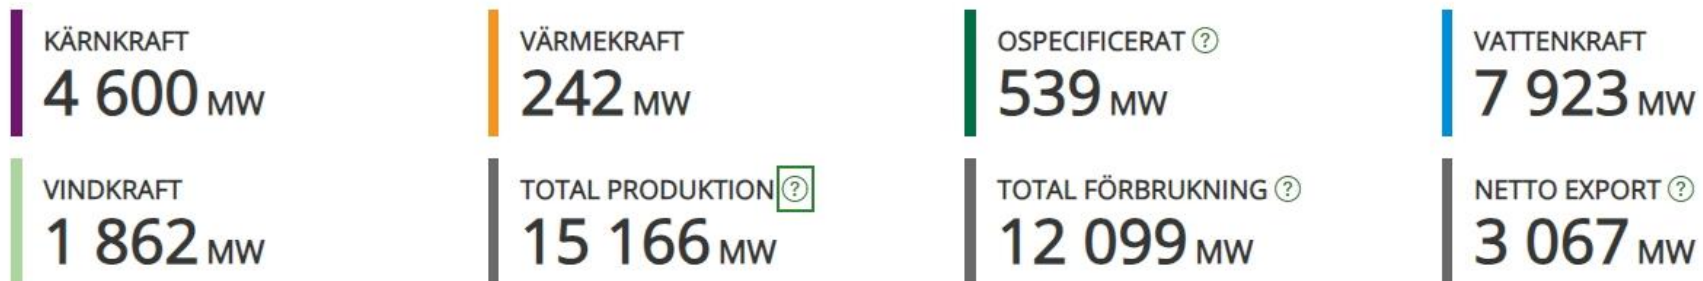 KÄRNKRAFT
4 600 MW
VÄRMEKRAFT
242 MW
OSPECIFICERAT ?
539 MW
VATTENKRAFT
7 923 MW
VINDKRAFT
1 862 MW
TOTAL PRODUKTION ?
15 166 MW
TOTAL FÖRBRUKNING ?
12 099 MW
NETTO EXPORT ?
3 067 MW